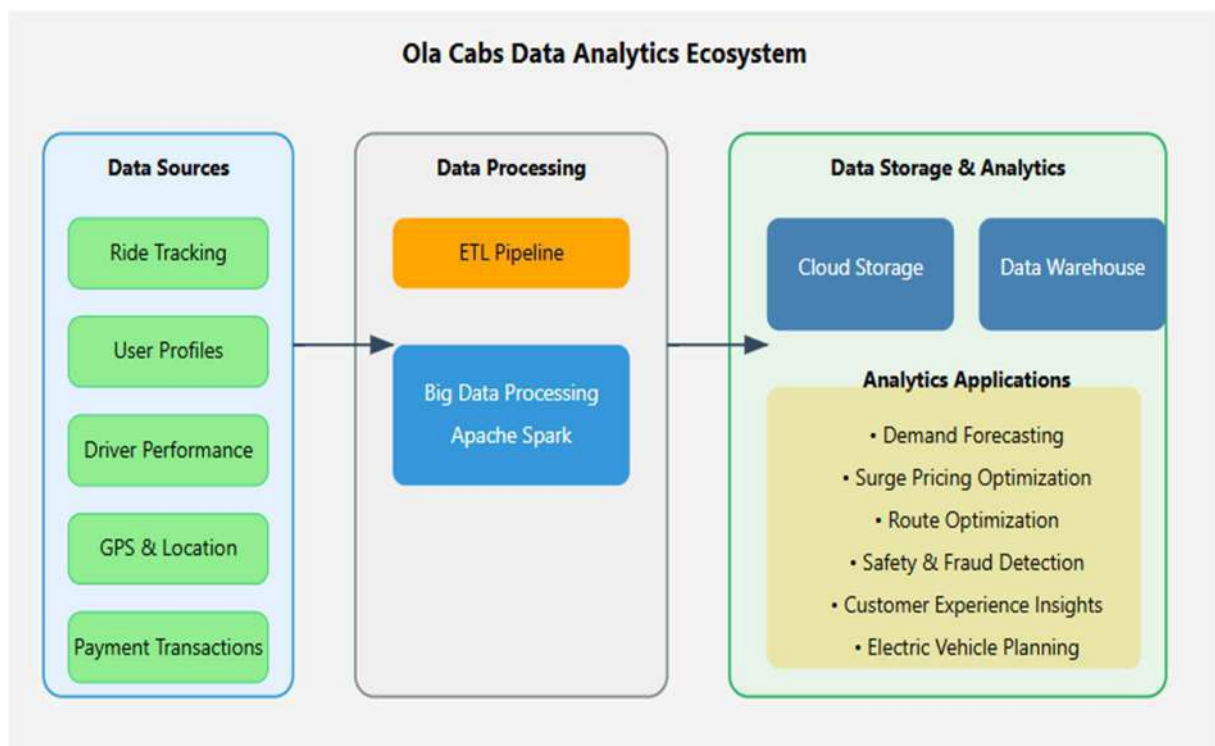 Ola Cabs Data Analytics Ecosystem
Data Sources
Ride Tracking
User Profiles
Driver Performance
GPS & Location
Payment Transactions
Data Processing
ETL Pipeline
Big Data Processing
Apache Spark
Data Storage & Analytics
Cloud Storage
Data Warehouse
Analytics Applications
• Demand Forecasting
• Surge Pricing Optimization
• Route Optimization
• Safety & Fraud Detection
• Customer Experience Insights
• Electric Vehicle Planning